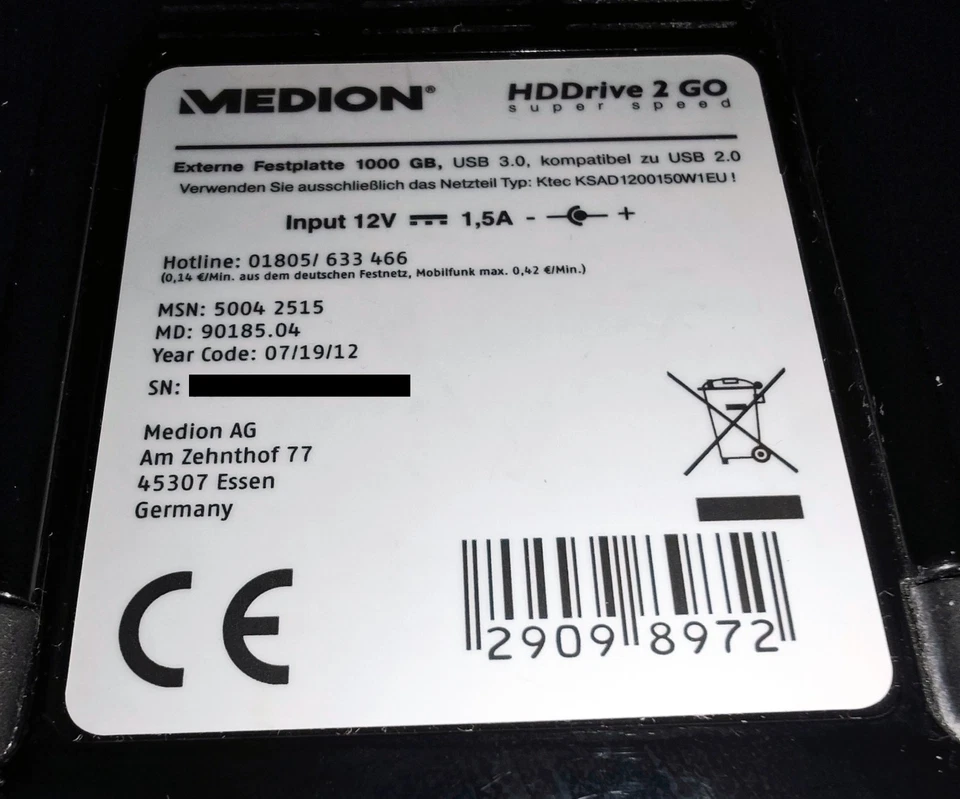 MEDION®
HDDrive 2 GO
super speed
Externe Festplatte 1000 GB, USB 3.0, kompatibel zu USB 2.0
Verwenden Sie ausschließlich das Netzteil Typ: Ktec KSAD1200150W1EU !
Input 12V ⎓ 1,5A - +
Hotline: 01805/ 633 466
(0,14 €/Min. aus dem deutschen Festnetz, Mobilfunk max. 0,42 €/Min.)
MSN: 5004 2515
MD: 90185.04
Year Code: 07/19/12
SN:
Medion AG
Am Zehnthof 77
45307 Essen
Germany
CE
2909 8972